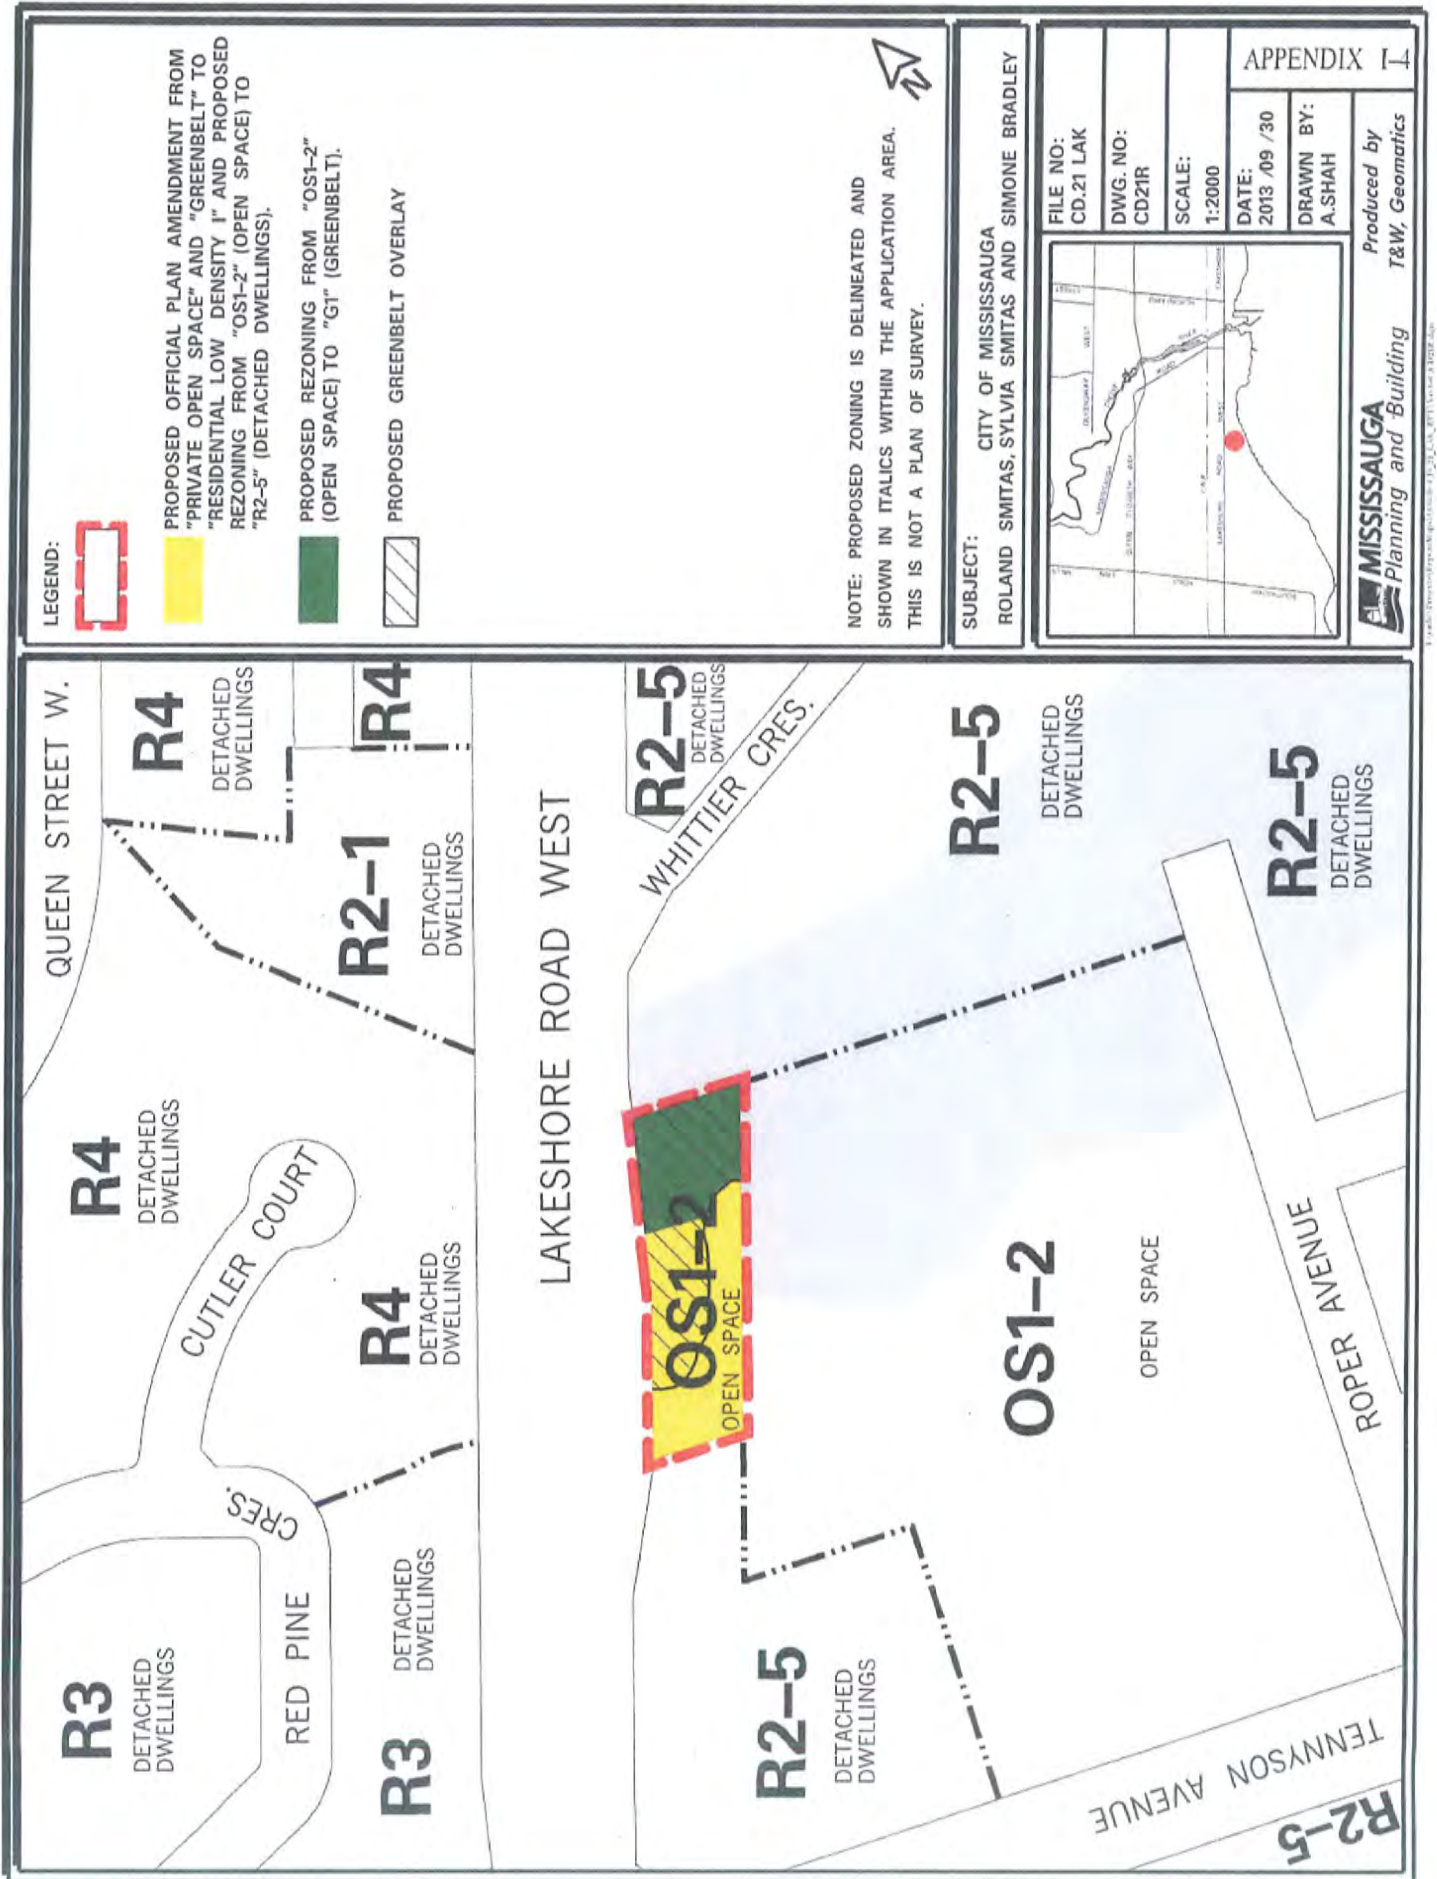 QUEEN STREET W.
R4
DETACHED
DWELLINGS
R4
R2-1
DETACHED
DWELLINGS
R4
DETACHED
DWELLINGS
CUTLER COURT
R4
DETACHED
DWELLINGS
R3
DETACHED
DWELLINGS
RED PINE
CRES.
R3
DETACHED
DWELLINGS
LAKESHORE ROAD WEST
R2-5
DETACHED
DWELLINGS
WHITTIER CRES.
OS1-2
OPEN SPACE
R2-5
DETACHED
DWELLINGS
R2-5
DETACHED
DWELLINGS
OS1-2
OPEN SPACE
R2-5
DETACHED
DWELLINGS
ROPER AVENUE
TENNYSON AVENUE
R2-5
LEGEND:
PROPOSED OFFICIAL PLAN AMENDMENT FROM
"PRIVATE OPEN SPACE" AND "GREENBELT" TO
"RESIDENTIAL LOW DENSITY I" AND PROPOSED
REZONING FROM "OS1-2" (OPEN SPACE) TO
"R2-5" (DETACHED DWELLINGS).
PROPOSED REZONING FROM "OS1-2"
(OPEN SPACE) TO "G1" (GREENBELT).
PROPOSED GREENBELT OVERLAY
NOTE: PROPOSED ZONING IS DELINEATED AND
SHOWN IN ITALICS WITHIN THE APPLICATION AREA.
THIS IS NOT A PLAN OF SURVEY.
N
SUBJECT:
CITY OF MISSISSAUGA
ROLAND SMITAS, SYLVIA SMITAS AND SIMONE BRADLEY
FILE NO:
CD.21 LAK
DWG. NO:
CD21R
SCALE:
1:2000
DATE:
2013 /09 /30
DRAWN BY:
A.SHAH
APPENDIX I-4
MISSISSAUGA
Planning and Building
Produced by
T&W, Geomatics